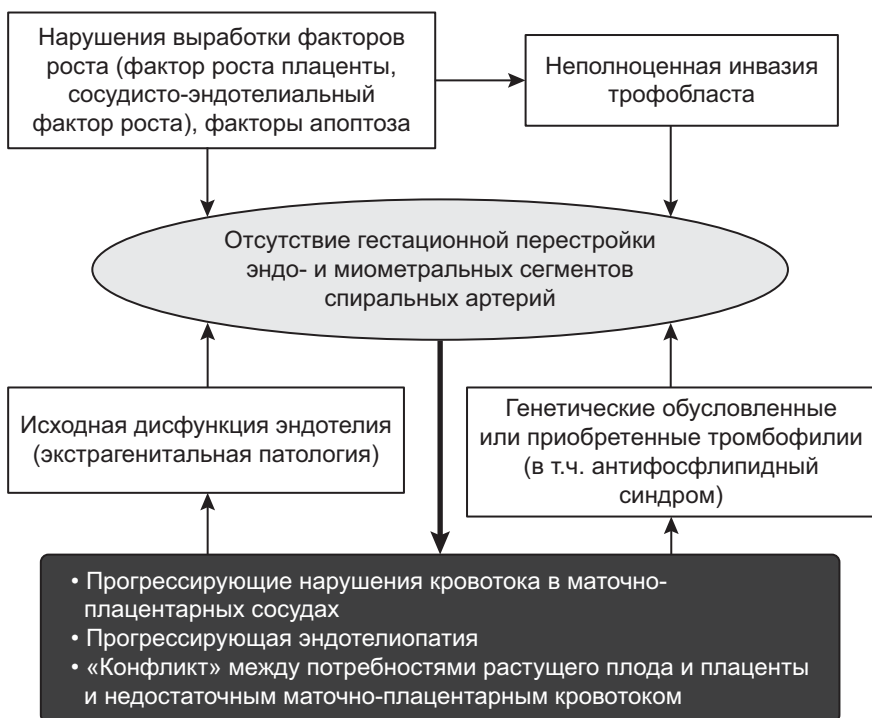 Нарушения выработки факторов
роста (фактор роста плаценты,
сосудисто-эндотелиальный
фактор роста), факторы апоптоза
Неполноценная инвазия
трофобласта
Отсутствие гестационной перестройки
эндо- и миометральных сегментов
спиральных артерий
Исходная дисфункция эндотелия
(экстрагенитальная патология)
Генетические обусловленные
или приобретенные тромбофилии
(в т.ч. антифосфлипидный
синдром)
• Прогрессирующие нарушения кровотока в маточно-
плацентарных сосудах
• Прогрессирующая эндотелиопатия
• «Конфликт» между потребностями растущего плода и плаценты
и недостаточным маточно-плацентарным кровотоком